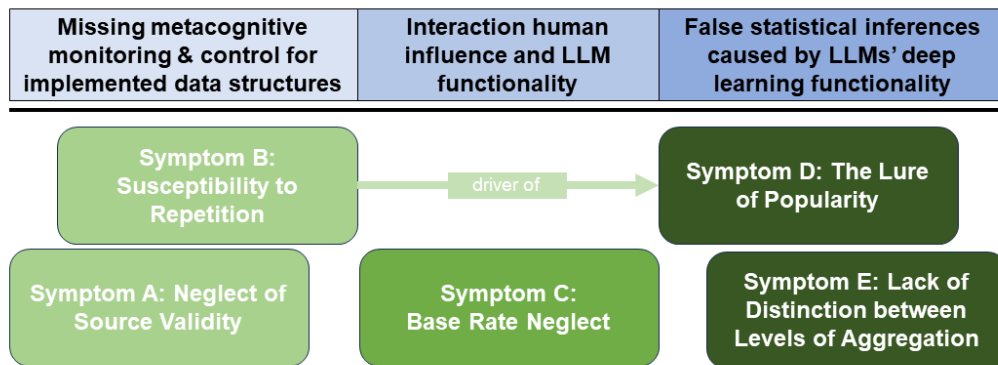 Missing metacognitive
monitoring & control for
implemented data structures
Interaction human
influence and LLM
functionality
False statistical inferences
caused by LLMs' deep
learning functionality
Symptom B:
Susceptibility to
Repetition
driver of
Symptom D: The Lure
of Popularity
Symptom A: Neglect of
Source Validity
Symptom C:
Base Rate Neglect
Symptom E: Lack of
Distinction between
Levels of Aggregation